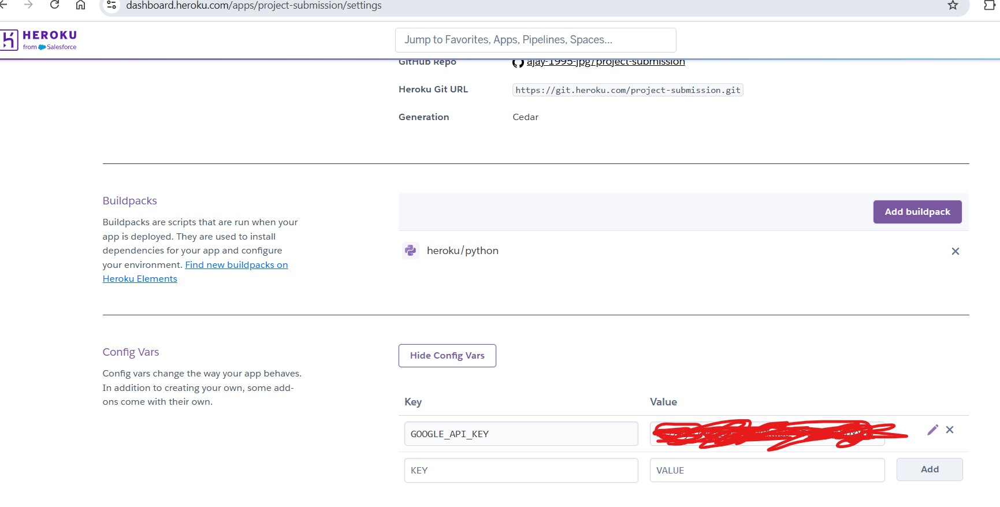 dashboard.heroku.com/apps/project-submission/settings
HEROKU
from Salesforce
Jump to Favorites, Apps, Pipelines, Spaces...
GitHub Repo
ajay-1995-jpg/project-submission
Heroku Git URL
https://git.heroku.com/project-submission.git
Generation
Cedar
Buildpacks
Buildpacks are scripts that are run when your
app is deployed. They are used to install
dependencies for your app and configure
your environment. Find new buildpacks on
Heroku Elements
Add buildpack
heroku/python
Config Vars
Config vars change the way your app behaves.
In addition to creating your own, some add-
ons come with their own.
Hide Config Vars
Key
Value
GOOGLE_API_KEY
KEY
VALUE
Add